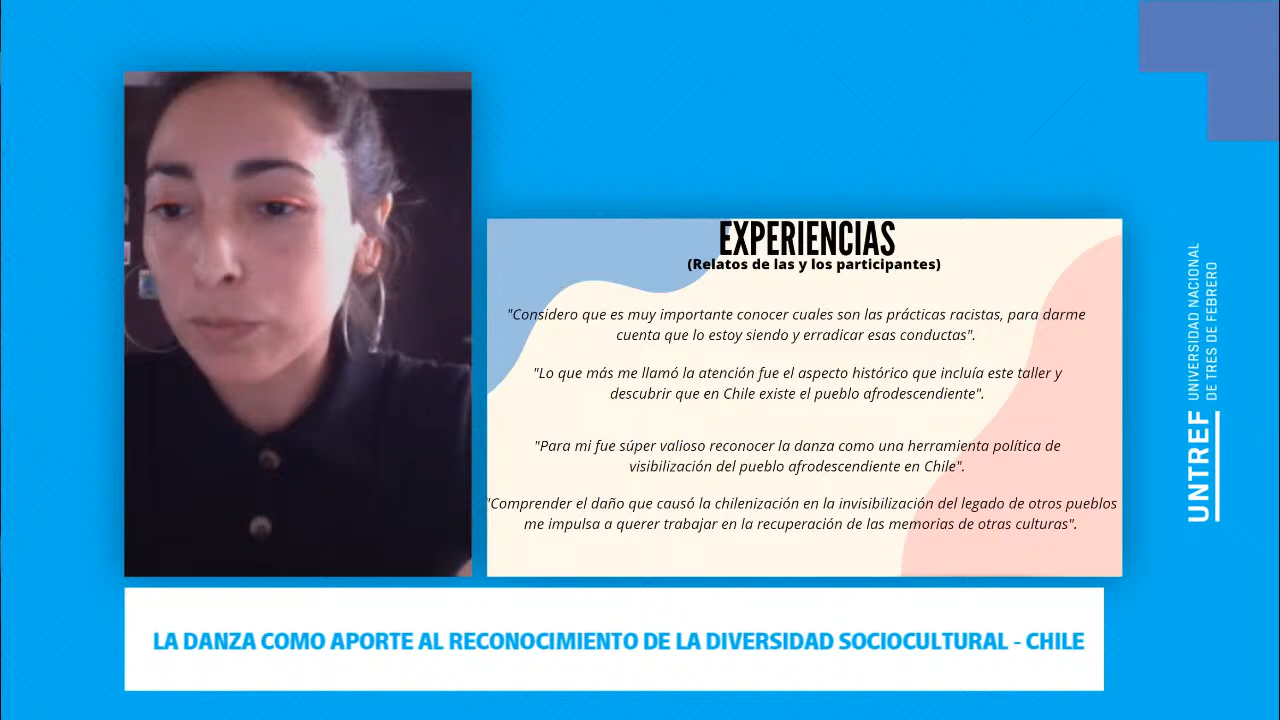 EXPERIENCIAS
(Relatos de las y los participantes)
"Considero que es muy importante conocer cuales son las prácticas racistas, para darme
cuenta que lo estoy siendo y erradicar esas conductas".
"Lo que más me llamó la atención fue el aspecto histórico que incluía este taller y
descubrir que en Chile existe el pueblo afrodescendiente".
"Para mi fue súper valioso reconocer la danza como una herramienta política de
visibilización del pueblo afrodescendiente en Chile".
"Comprender el daño que causó la chilenización en la invisibilización del legado de otros pueblos
me impulsa a querer trabajar en la recuperación de las memorias de otras culturas".
LA DANZA COMO APORTE AL RECONOCIMIENTO DE LA DIVERSIDAD SOCIOCULTURAL - CHILE
UNTREF
UNIVERSIDAD NACIONAL
DE TRES DE FEBRERO